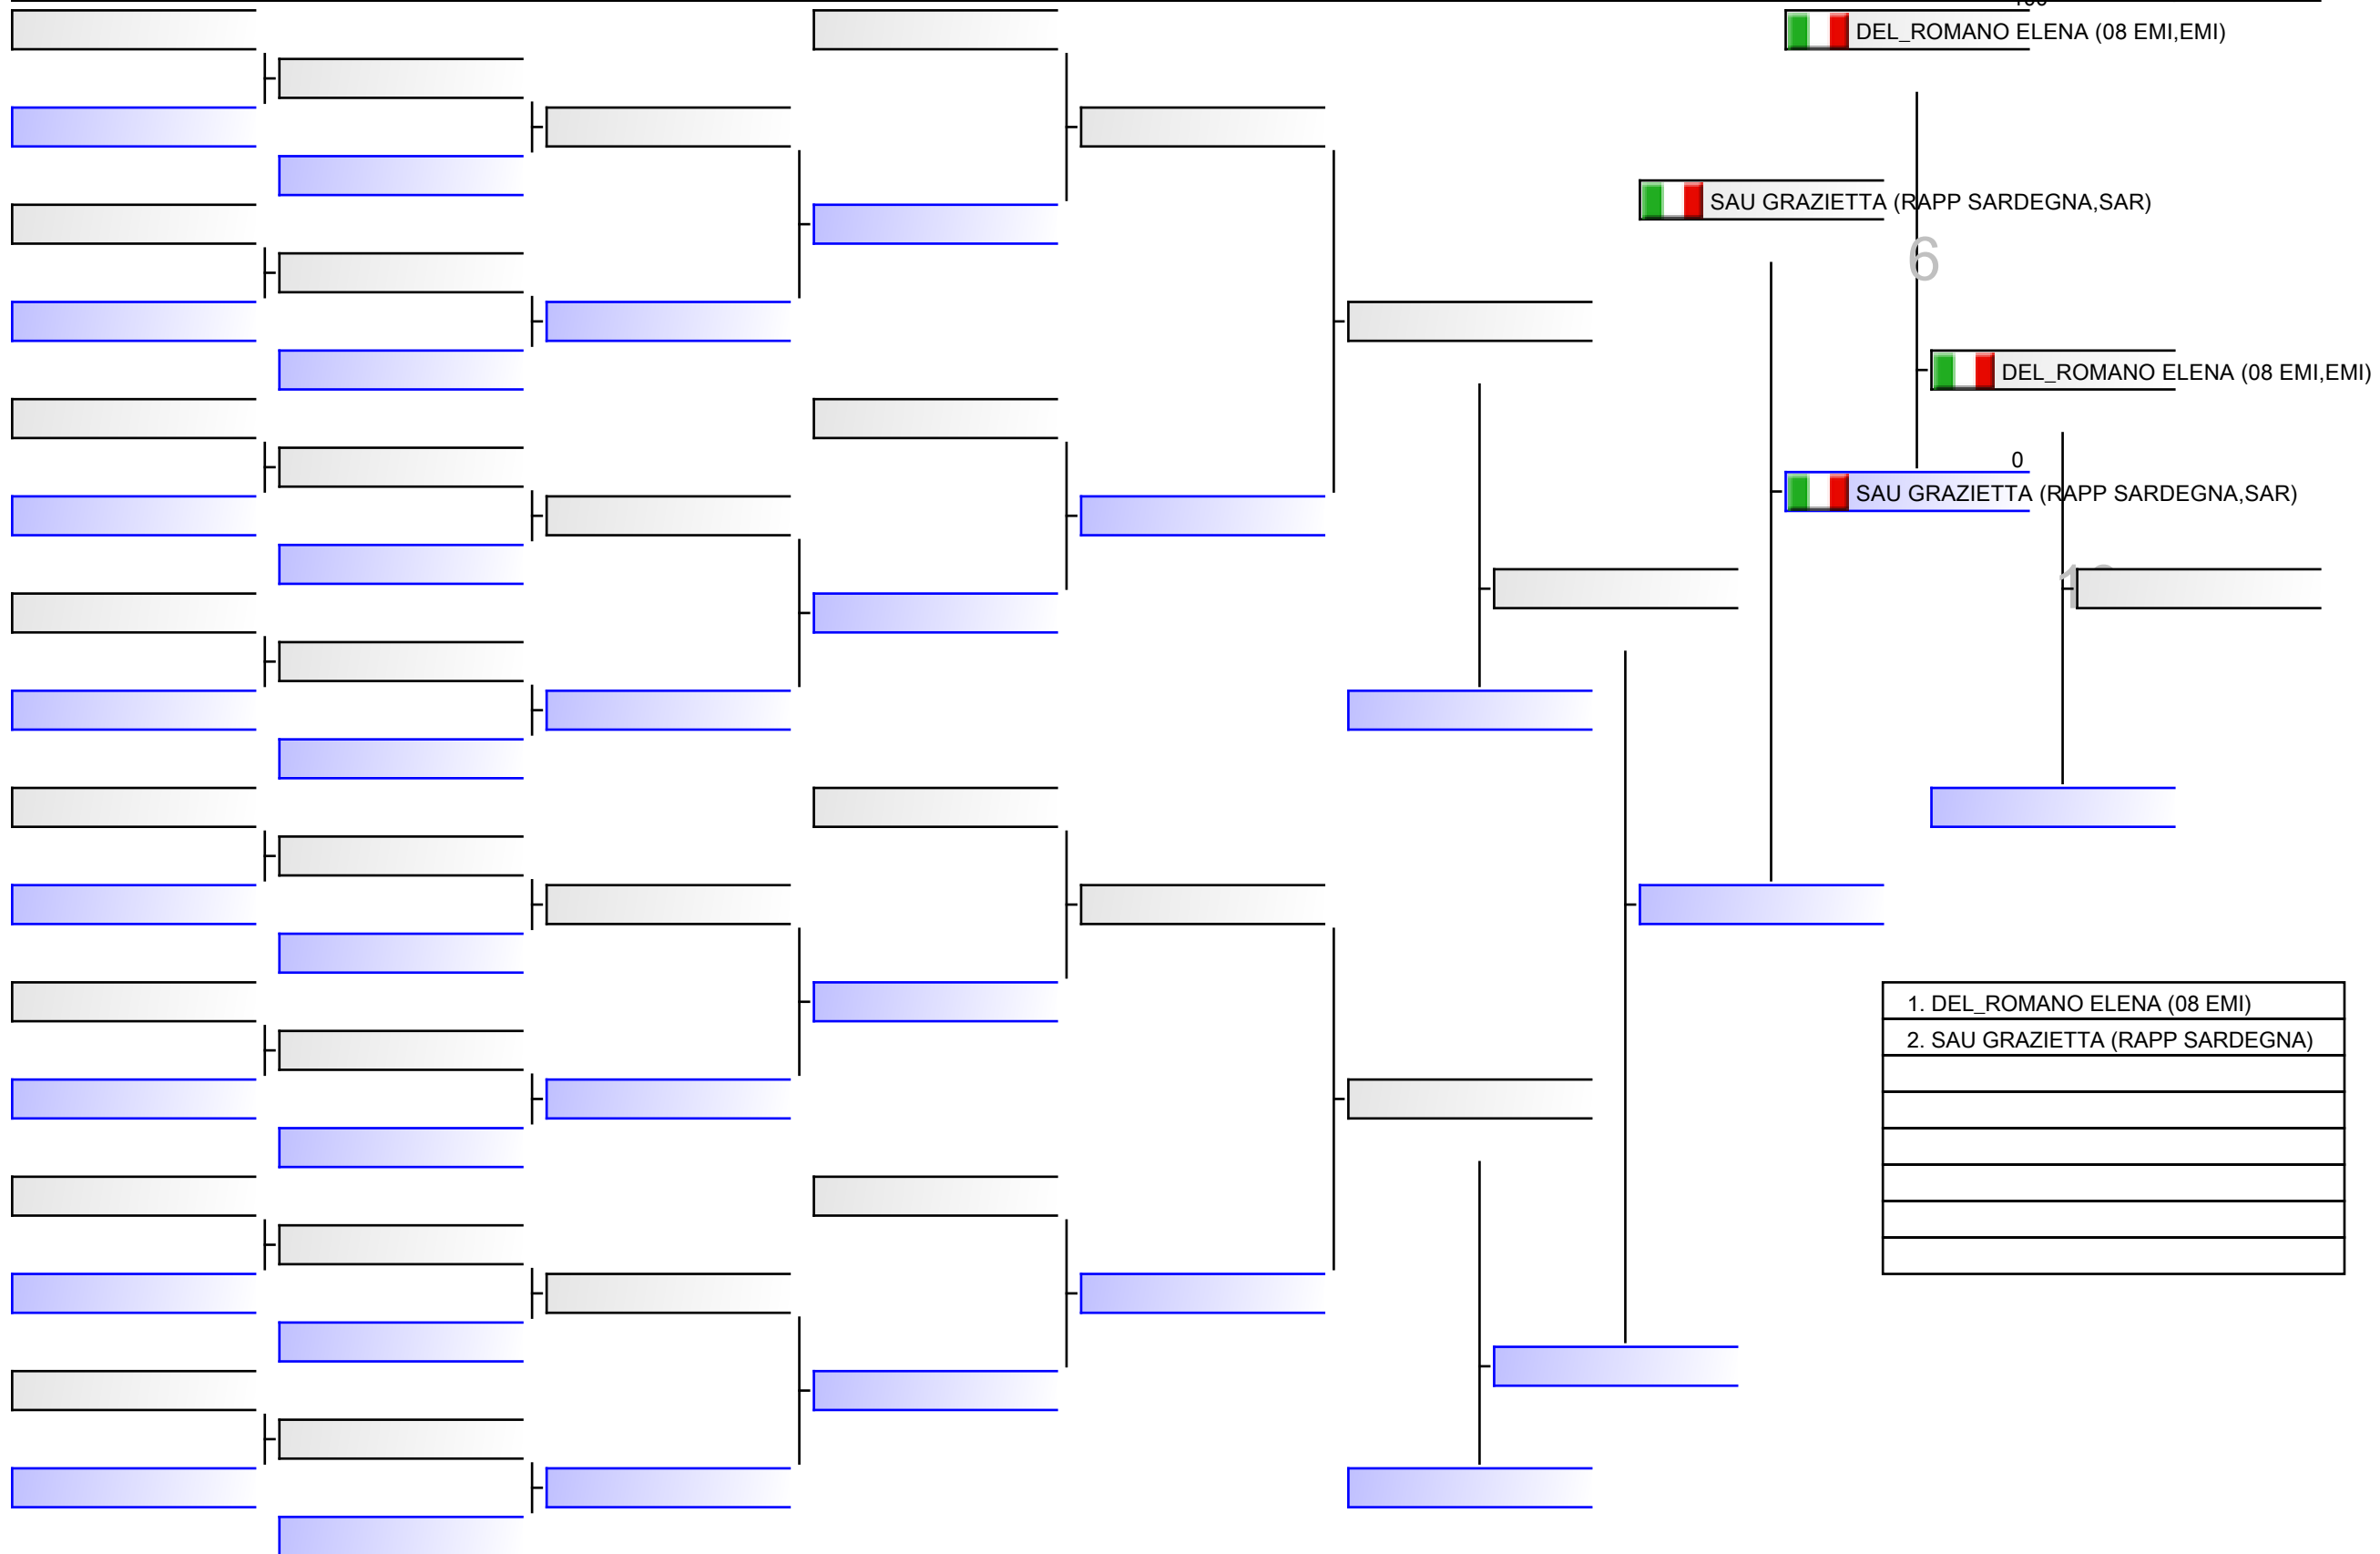 DEL_ROMANO ELENA (08 EMI,EMI)
SAU GRAZIETTA (RAPP SARDEGNA,SAR)
6
DEL_ROMANO ELENA (08 EMI,EMI)
0
SAU GRAZIETTA (RAPP SARDEGNA,SAR)
1. DEL_ROMANO ELENA (08 EMI)
2. SAU GRAZIETTA (RAPP SARDEGNA)